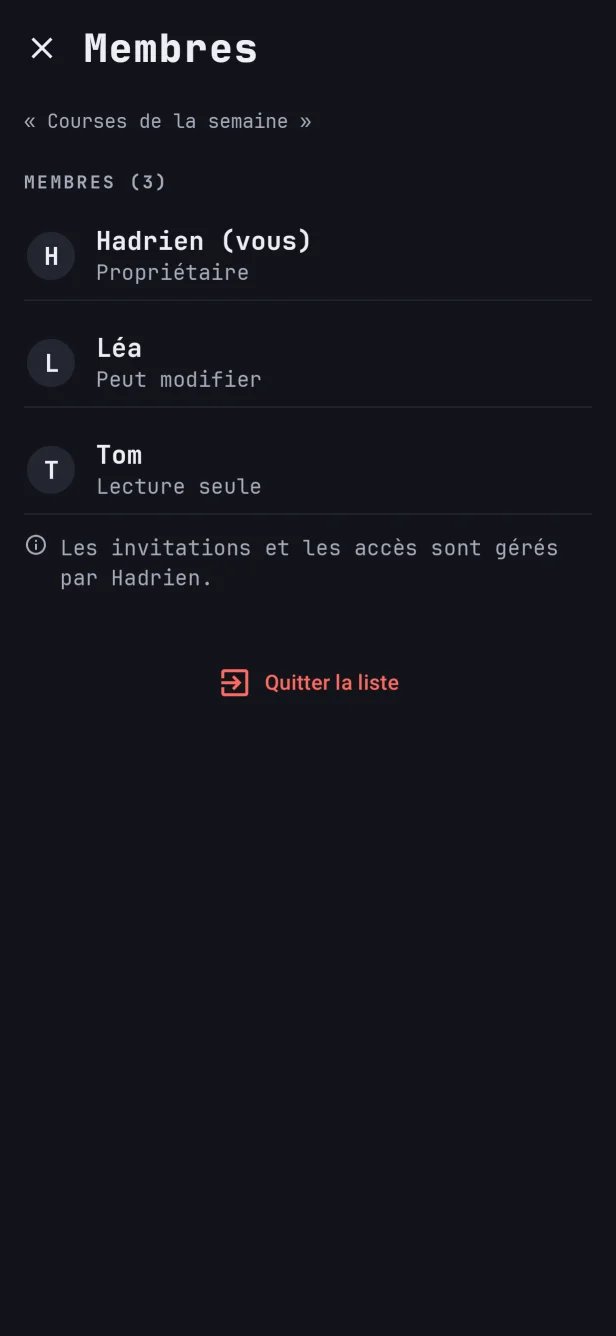 Membres
« Courses de la semaine »
MEMBRES (3)
H
Hadrien (vous)
Propriétaire
L
Léa
Peut modifier
T
Tom
Lecture seule
Les invitations et les accès sont gérés
par Hadrien.
Quitter la liste